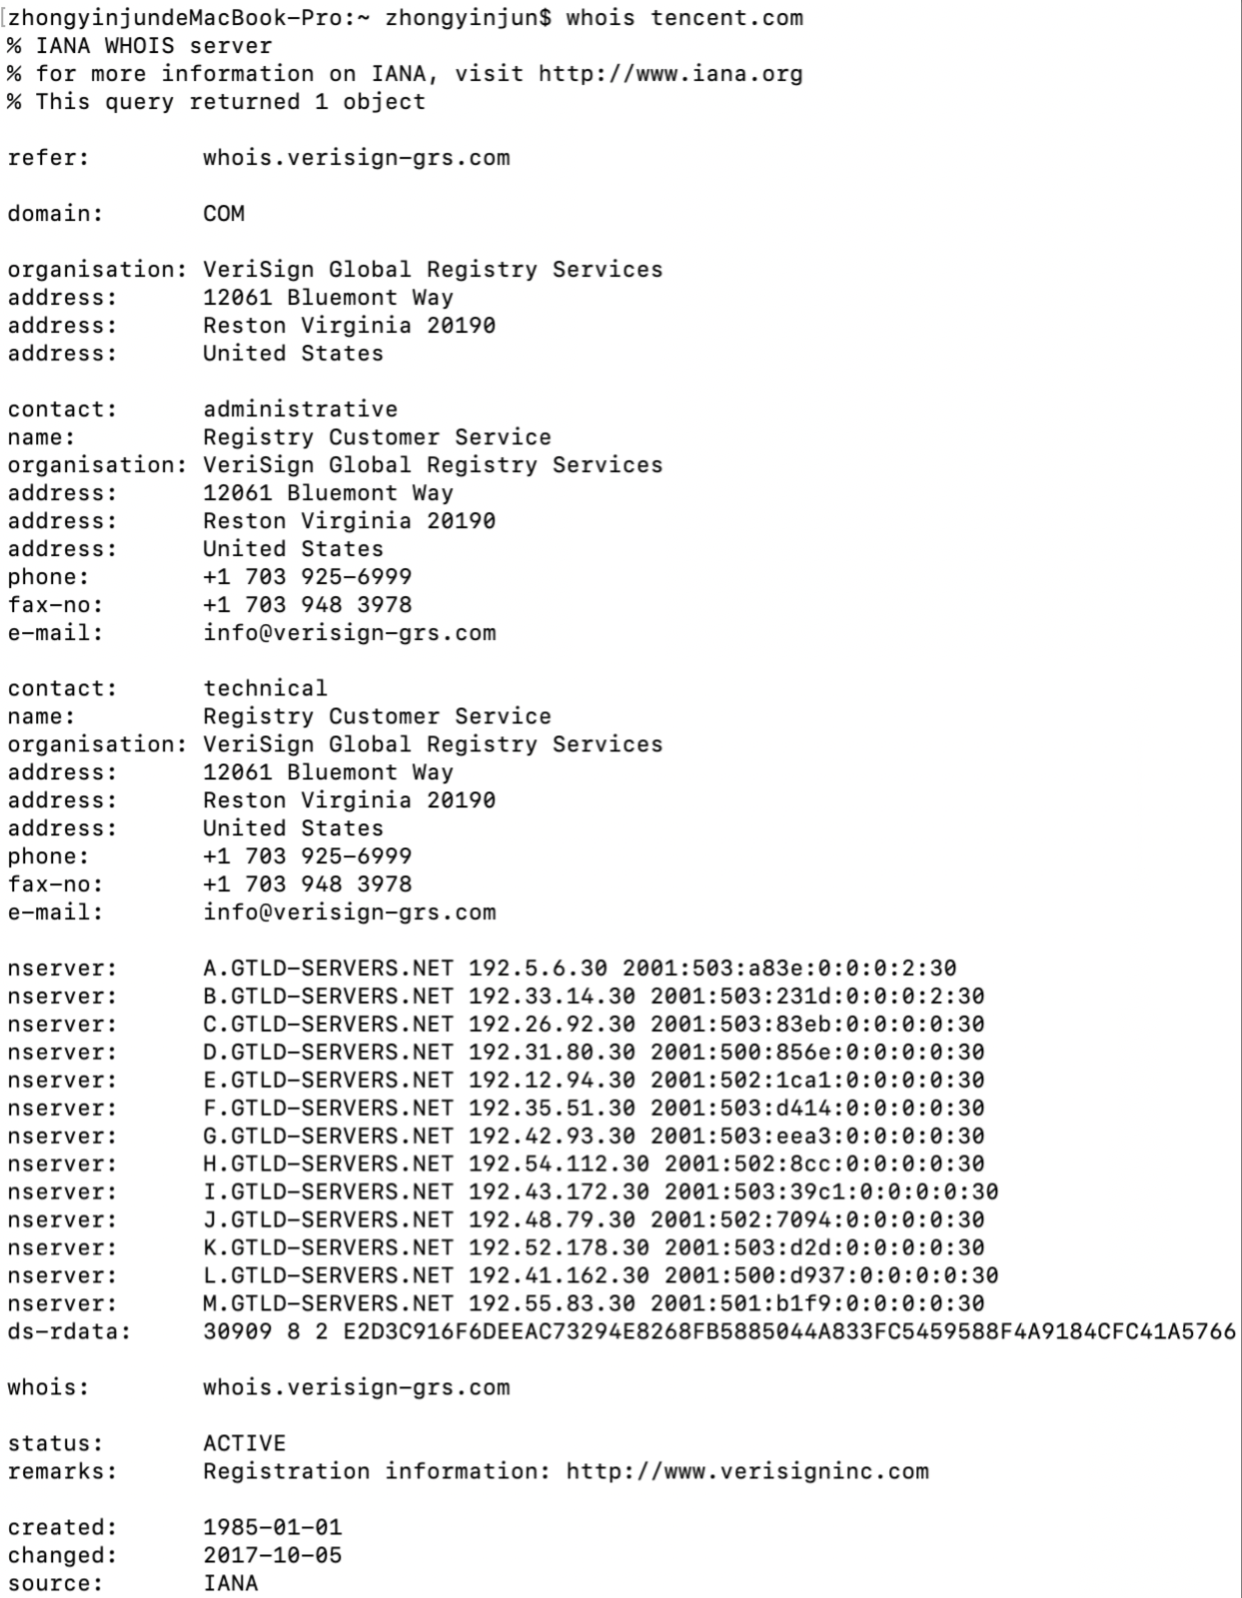 [zhongyinjundeMacBook-Pro:~ zhongyinjun$ whois tencent.com
% IANA WHOIS server
% for more information on IANA, visit http://www.iana.org
% This query returned 1 object
refer:        whois.verisign-grs.com
domain:       COM
organisation: VeriSign Global Registry Services
address:      12061 Bluemont Way
address:      Reston Virginia 20190
address:      United States
contact:      administrative
name:         Registry Customer Service
organisation: VeriSign Global Registry Services
address:      12061 Bluemont Way
address:      Reston Virginia 20190
address:      United States
phone:        +1 703 925-6999
fax-no:       +1 703 948 3978
e-mail:       info@verisign-grs.com
contact:      technical
name:         Registry Customer Service
organisation: VeriSign Global Registry Services
address:      12061 Bluemont Way
address:      Reston Virginia 20190
address:      United States
phone:        +1 703 925-6999
fax-no:       +1 703 948 3978
e-mail:       info@verisign-grs.com
nserver:      A.GTLD-SERVERS.NET 192.5.6.30 2001:503:a83e:0:0:0:2:30
nserver:      B.GTLD-SERVERS.NET 192.33.14.30 2001:503:231d:0:0:0:2:30
nserver:      C.GTLD-SERVERS.NET 192.26.92.30 2001:503:83eb:0:0:0:0:30
nserver:      D.GTLD-SERVERS.NET 192.31.80.30 2001:500:856e:0:0:0:0:30
nserver:      E.GTLD-SERVERS.NET 192.12.94.30 2001:502:1ca1:0:0:0:0:30
nserver:      F.GTLD-SERVERS.NET 192.35.51.30 2001:503:d414:0:0:0:0:30
nserver:      G.GTLD-SERVERS.NET 192.42.93.30 2001:503:eea3:0:0:0:0:30
nserver:      H.GTLD-SERVERS.NET 192.54.112.30 2001:502:8cc:0:0:0:0:30
nserver:      I.GTLD-SERVERS.NET 192.43.172.30 2001:503:39c1:0:0:0:0:30
nserver:      J.GTLD-SERVERS.NET 192.48.79.30 2001:502:7094:0:0:0:0:30
nserver:      K.GTLD-SERVERS.NET 192.52.178.30 2001:503:d2d:0:0:0:0:30
nserver:      L.GTLD-SERVERS.NET 192.41.162.30 2001:500:d937:0:0:0:0:30
nserver:      M.GTLD-SERVERS.NET 192.55.83.30 2001:501:b1f9:0:0:0:0:30
ds-rdata:     30909 8 2 E2D3C916F6DEEAC73294E8268FB5885044A833FC5459588F4A9184CFC41A5766
whois:        whois.verisign-grs.com
status:       ACTIVE
remarks:      Registration information: http://www.verisigninc.com
created:      1985-01-01
changed:      2017-10-05
source:       IANA